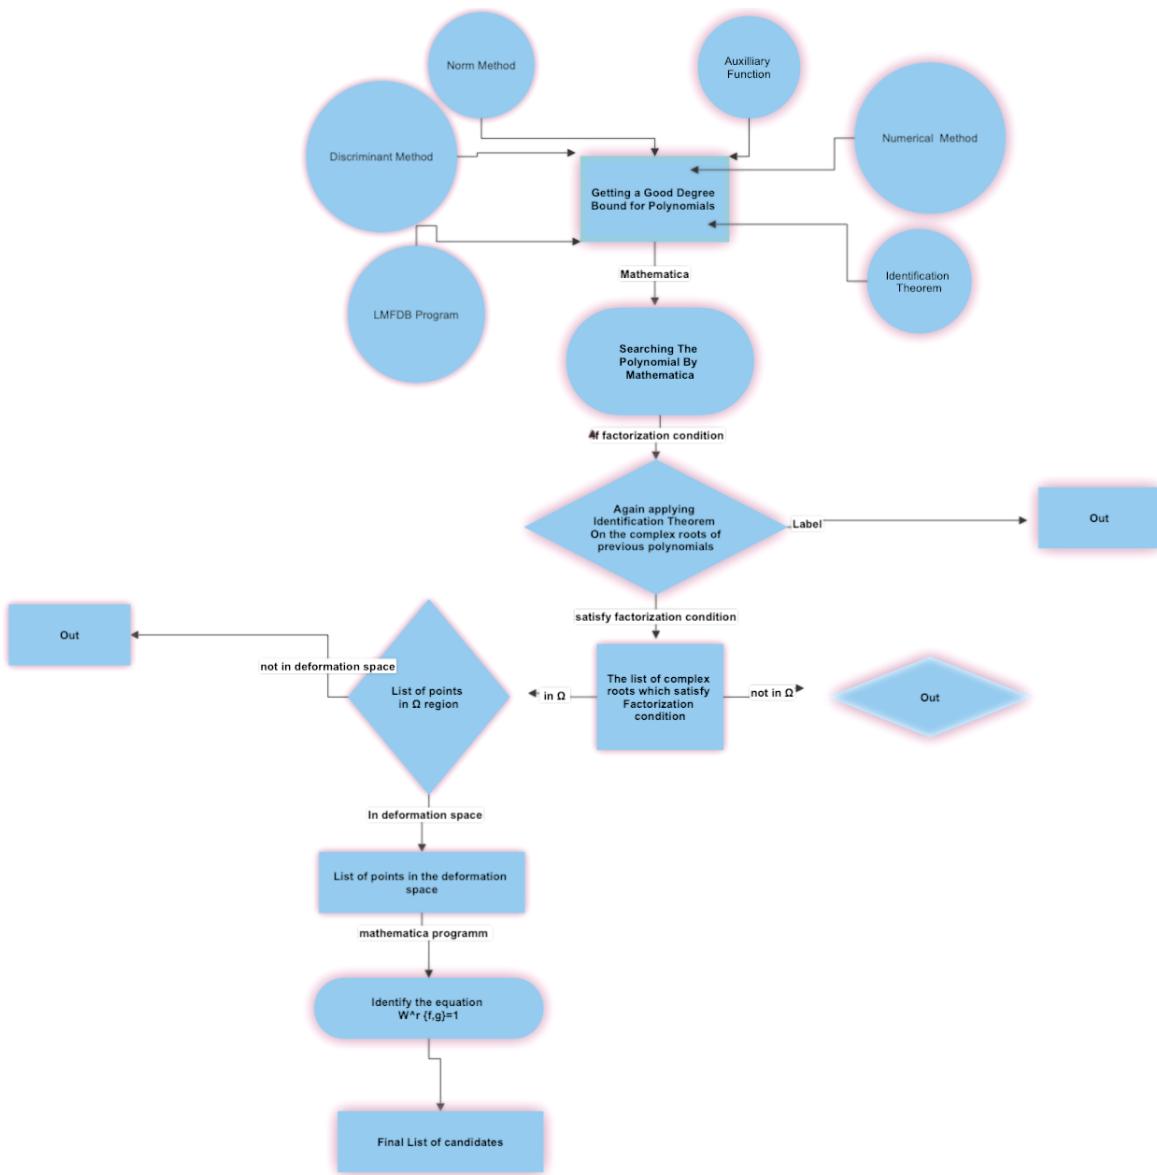 Norm Method
Auxilliary
Function
Discriminant Method
Numerical Method
Getting a Good Degree
Bound for Polynomials
Mathematica
Identification
Theorem
LMFDB Program
Searching The
Polynomial By
Mathematica
if factorization condition
Again applying
Identification Theorem
On the complex roots of
previous polynomials
Label
Out
satisfy factorization condition
Out
not in deformation space
List of points
in Ω region
in Ω
The list of complex
roots which satisfy
Factorization
condition
not in Ω
Out
In deformation space
List of points in the deformation
space
mathematica programm
Identify the equation
W^r {f,g}=1
Final List of candidates